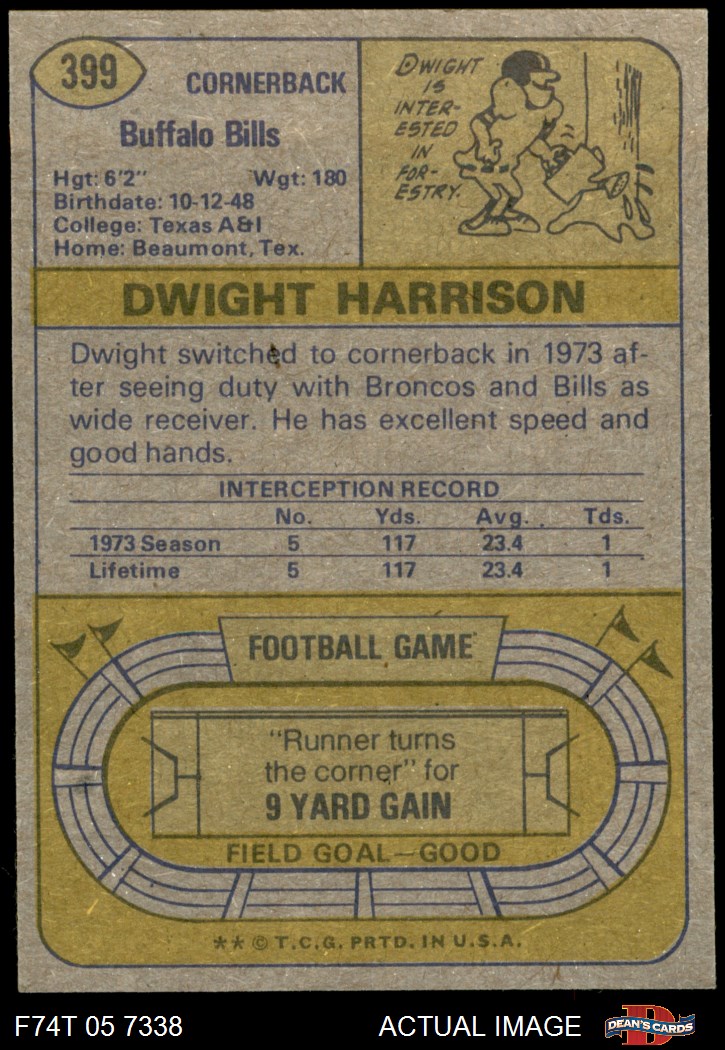 399
CORNERBACK
Buffalo Bills
Hgt: 6'2" Wgt: 180
Birthdate: 10-12-48
College: Texas A&I
Home: Beaumont, Tex.
DWIGHT
IS
INTER-
ESTED
IN
FOR-
ESTRY.
DWIGHT HARRISON
Dwight switched to cornerback in 1973 af-
ter seeing duty with Broncos and Bills as
wide receiver. He has excellent speed and
good hands.
INTERCEPTION RECORD
No. Yds. Avg. Tds.
1973 Season 5 117 23.4 1
Lifetime 5 117 23.4 1
FOOTBALL GAME
"Runner turns
the corner" for
9 YARD GAIN
FIELD GOAL—GOOD
** © T.C.G. PRTD. IN U.S.A.
F74T 05 7338 ACTUAL IMAGE
D
DEAN'S CARDS